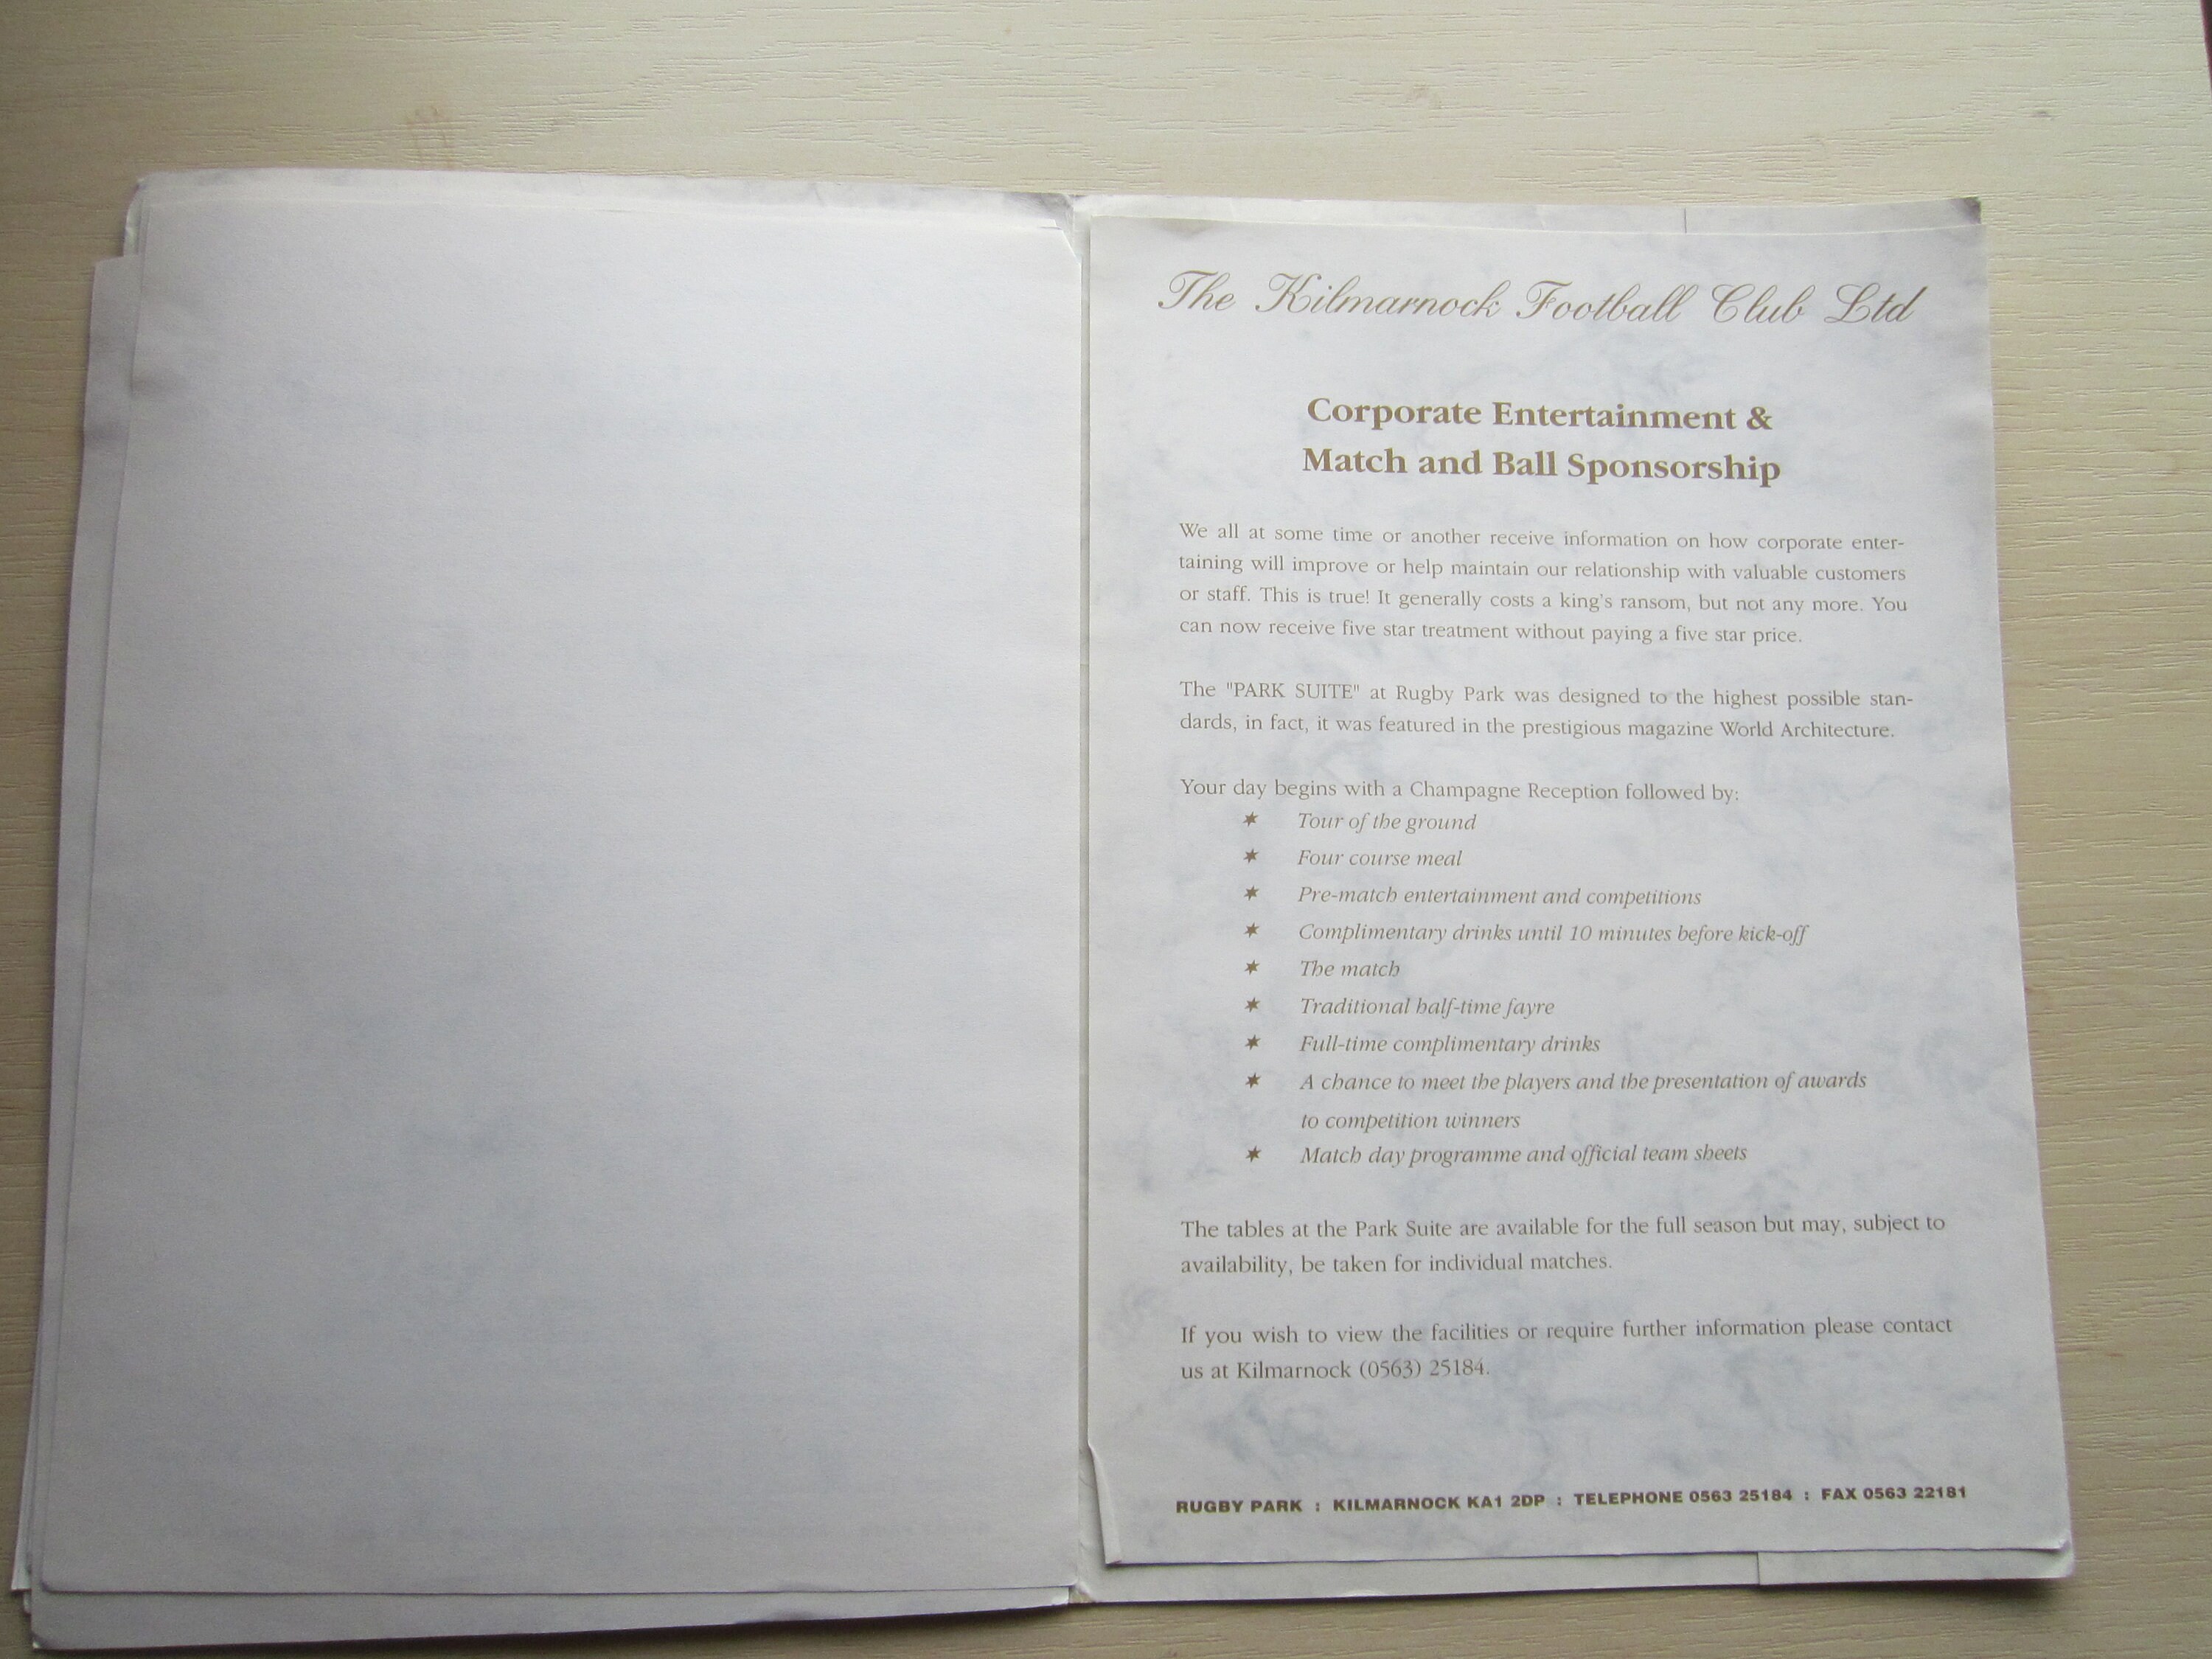 The Kilmarnock Football Club Ltd
Corporate Entertainment &
Match and Ball Sponsorship
We all at some time or another receive information on how corporate enter-
taining will improve or help maintain our relationship with valuable customers
or staff. This is true! It generally costs a king's ransom, but not any more. You
can now receive five star treatment without paying a five star price.
The "PARK SUITE" at Rugby Park was designed to the highest possible stan-
dards, in fact, it was featured in the prestigious magazine World Architecture.
Your day begins with a Champagne Reception followed by:
★ Tour of the ground
★ Four course meal
★ Pre-match entertainment and competitions
★ Complimentary drinks until 10 minutes before kick-off
★ The match
★ Traditional half-time fayre
★ Full-time complimentary drinks
★ A chance to meet the players and the presentation of awards
to competition winners
★ Match day programme and official team sheets
The tables at the Park Suite are available for the full season but may, subject to
availability, be taken for individual matches.
If you wish to view the facilities or require further information please contact
us at Kilmarnock (0563) 25184.
RUGBY PARK : KILMARNOCK KA1 2DP : TELEPHONE 0563 25184 : FAX 0563 22181